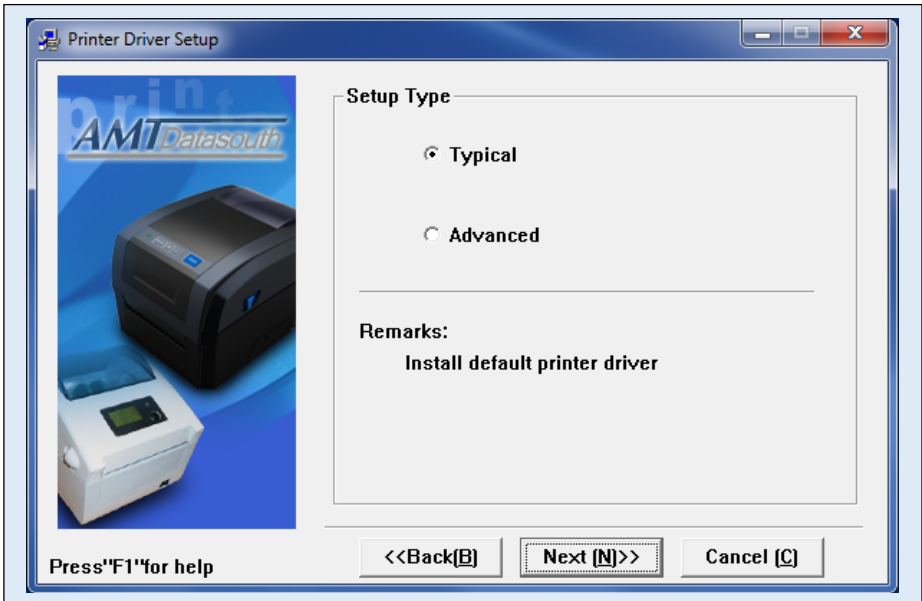 Printer Driver Setup
print
AMT Datasouth
Setup Type
Typical
Advanced
Remarks:
Install default printer driver
Press"F1"for help
<<Back(B)
Next (N)>>
Cancel (C)